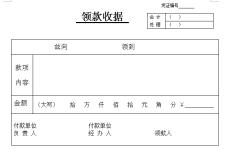 凭证编号
领款收据
会计 （ ）
处理 （ ）
兹向 领到
款项
内容
金额 （大写） 拾 万 仟 佰 拾 元 角 分 ￥
付款单位 付款单位
负责人 经办人 领款人